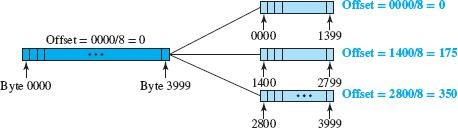 Offset = 0000/8 = 0
Byte 0000
Byte 3999
Offset = 0000/8 = 0
0000
1399
Offset = 1400/8 = 175
1400
2799
Offset = 2800/8 = 350
2800
3999